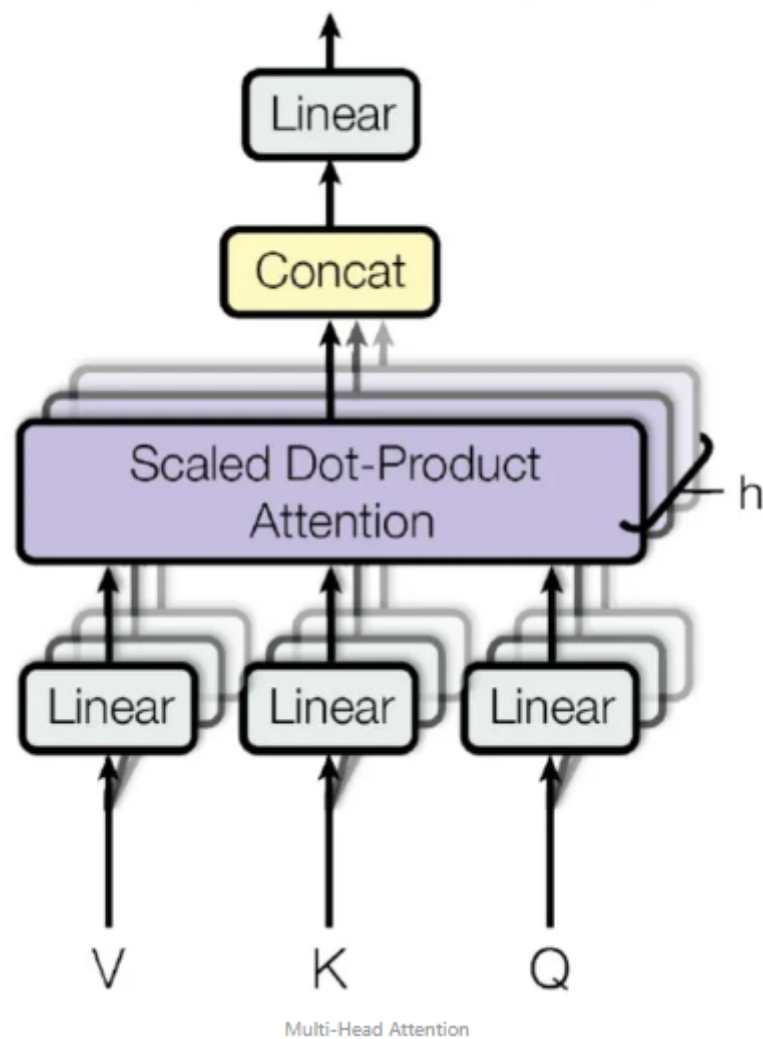 Linear
Concat
Scaled Dot-Product
Attention
h
Linear Linear Linear
V K Q
Multi-Head Attention